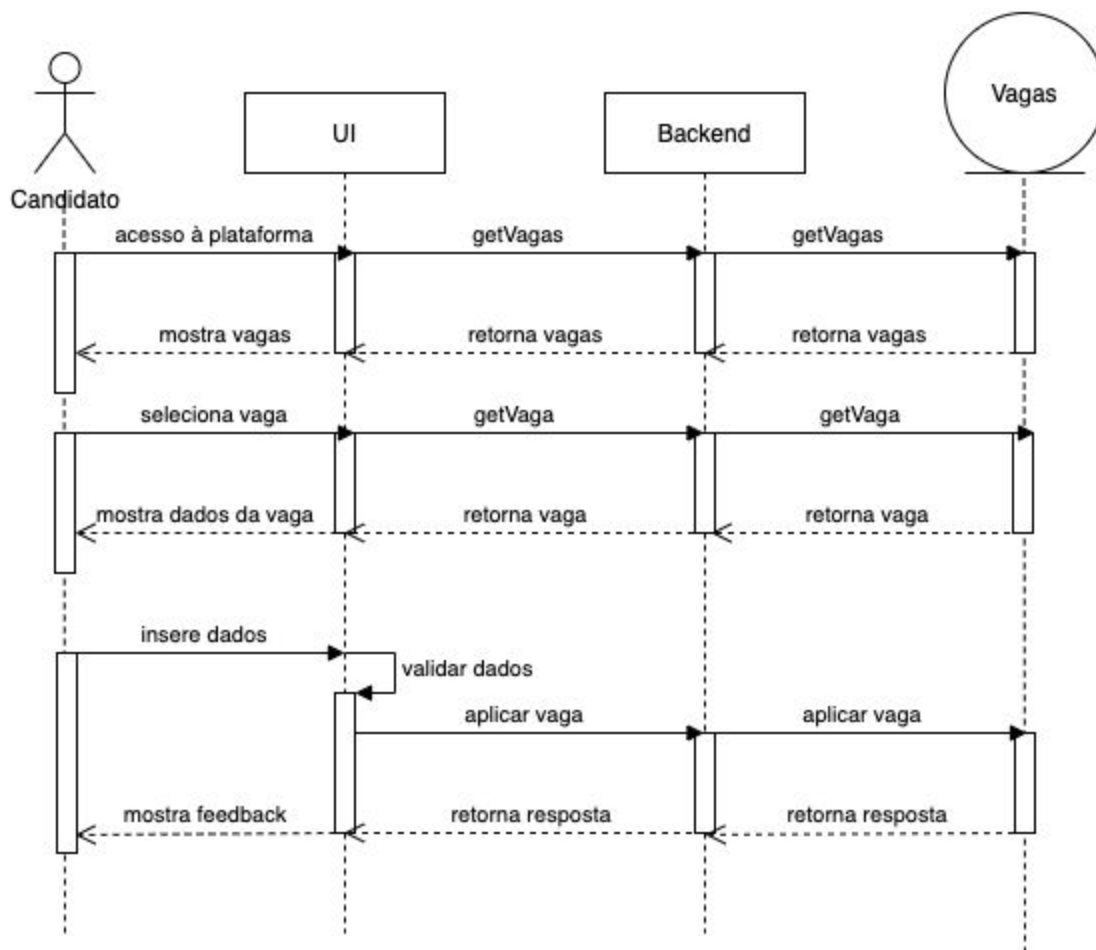 Candidato
UI
Backend
Vagas
acesso à plataforma
getVagas
getVagas
mostra vagas
retorna vagas
retorna vagas
seleciona vaga
getVaga
getVaga
mostra dados da vaga
retorna vaga
retorna vaga
insere dados
validar dados
aplicar vaga
aplicar vaga
mostra feedback
retorna resposta
retorna resposta